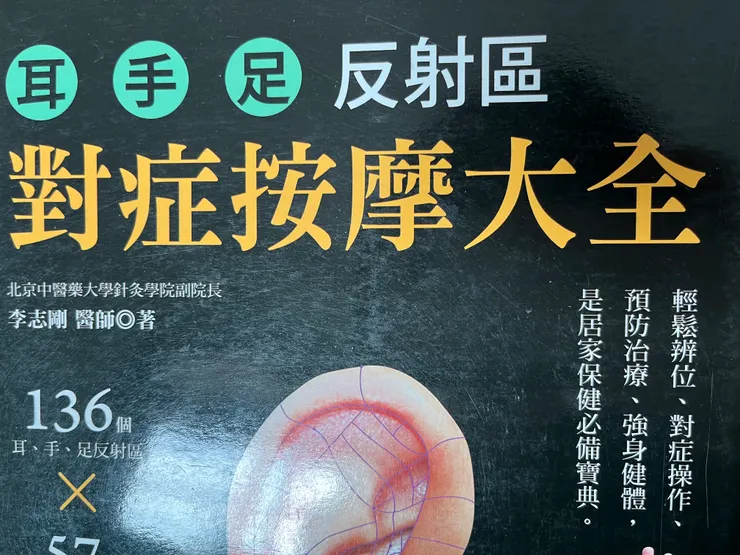 耳 手 足 反射區
對症按摩大全
北京中醫藥大學針灸學院副院長
李志剛 醫師◎著
輕鬆辨位、對症操作、
預防治療、強身健體，
是居家保健必備寶典。
136個
耳、手、足反射區
×
57